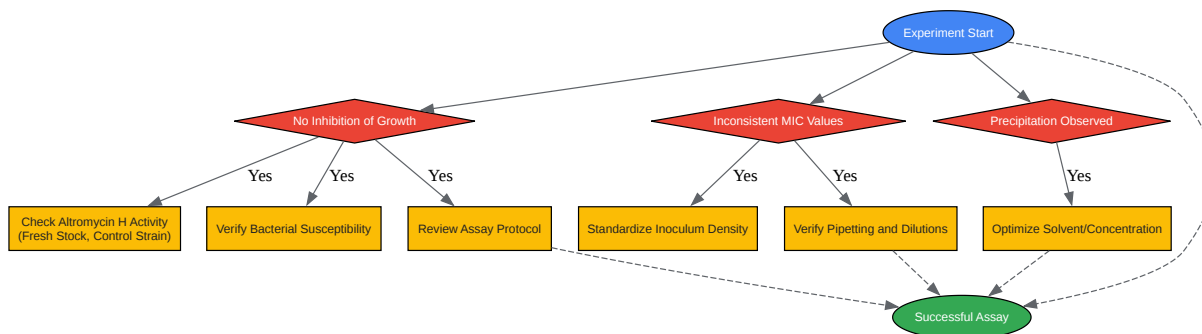 Experiment Start
No Inhibition of Growth
Inconsistent MIC Values
Precipitation Observed
Yes
Yes
Yes
Yes
Yes
Yes
Check Altromycin H Activity
(Fresh Stock, Control Strain)
Verify Bacterial Susceptibility
Review Assay Protocol
Standardize Inoculum Density
Verify Pipetting and Dilutions
Optimize Solvent/Concentration
Successful Assay